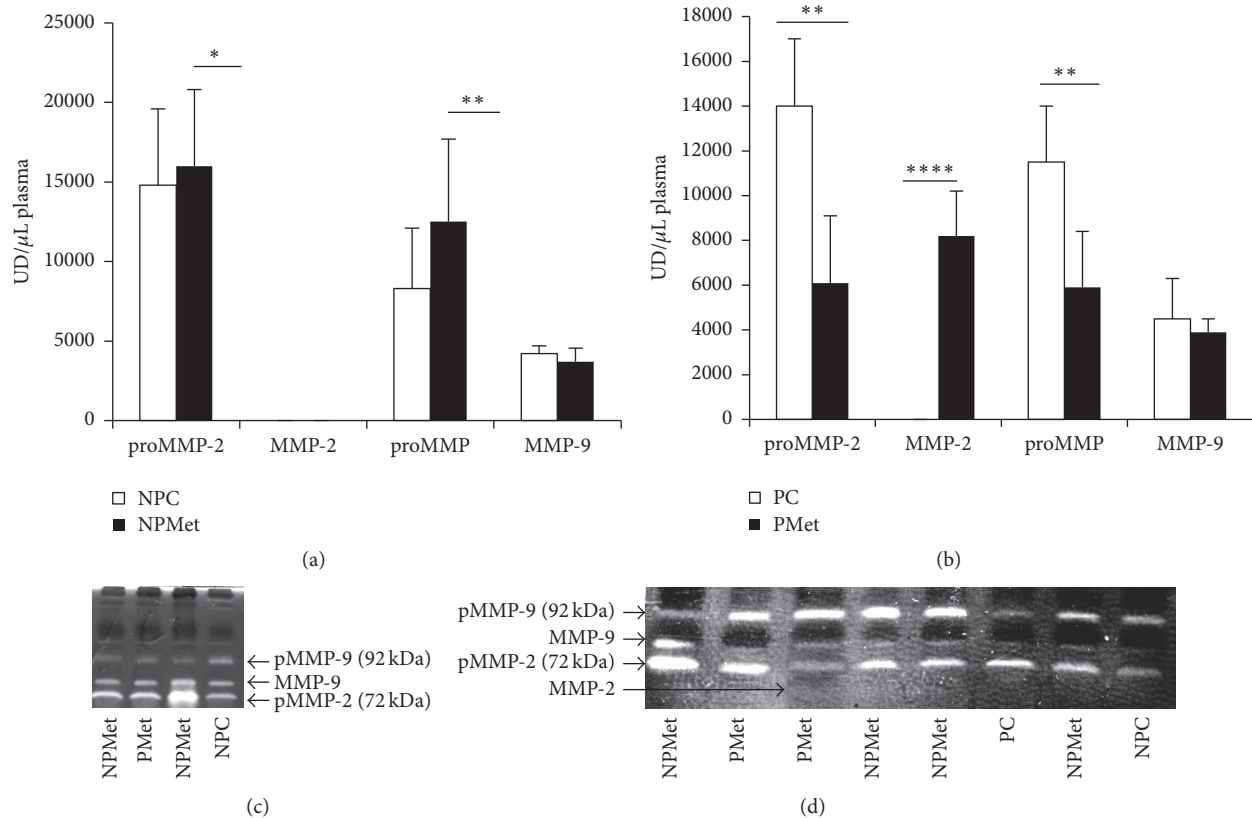 25000
20000
15000
10000
5000
0
UD/μL plasma
*
**
proMMP-2 MMP-2 proMMP MMP-9
NPC
NPMet
(a)
18000
16000
14000
12000
10000
8000
6000
4000
2000
0
UD/μL plasma
**
****
**
proMMP-2 MMP-2 proMMP MMP-9
PC
PMet
(b)
pMMP-9 (92 kDa)
MMP-9
pMMP-2 (72 kDa)
NPMet
PMet
NPMet
NPC
(c)
pMMP-9 (92 kDa)
MMP-9
pMMP-2 (72 kDa)
MMP-2
NPMet
PMet
PMet
NPMet
NPMet
PC
NPMet
NPC
(d)